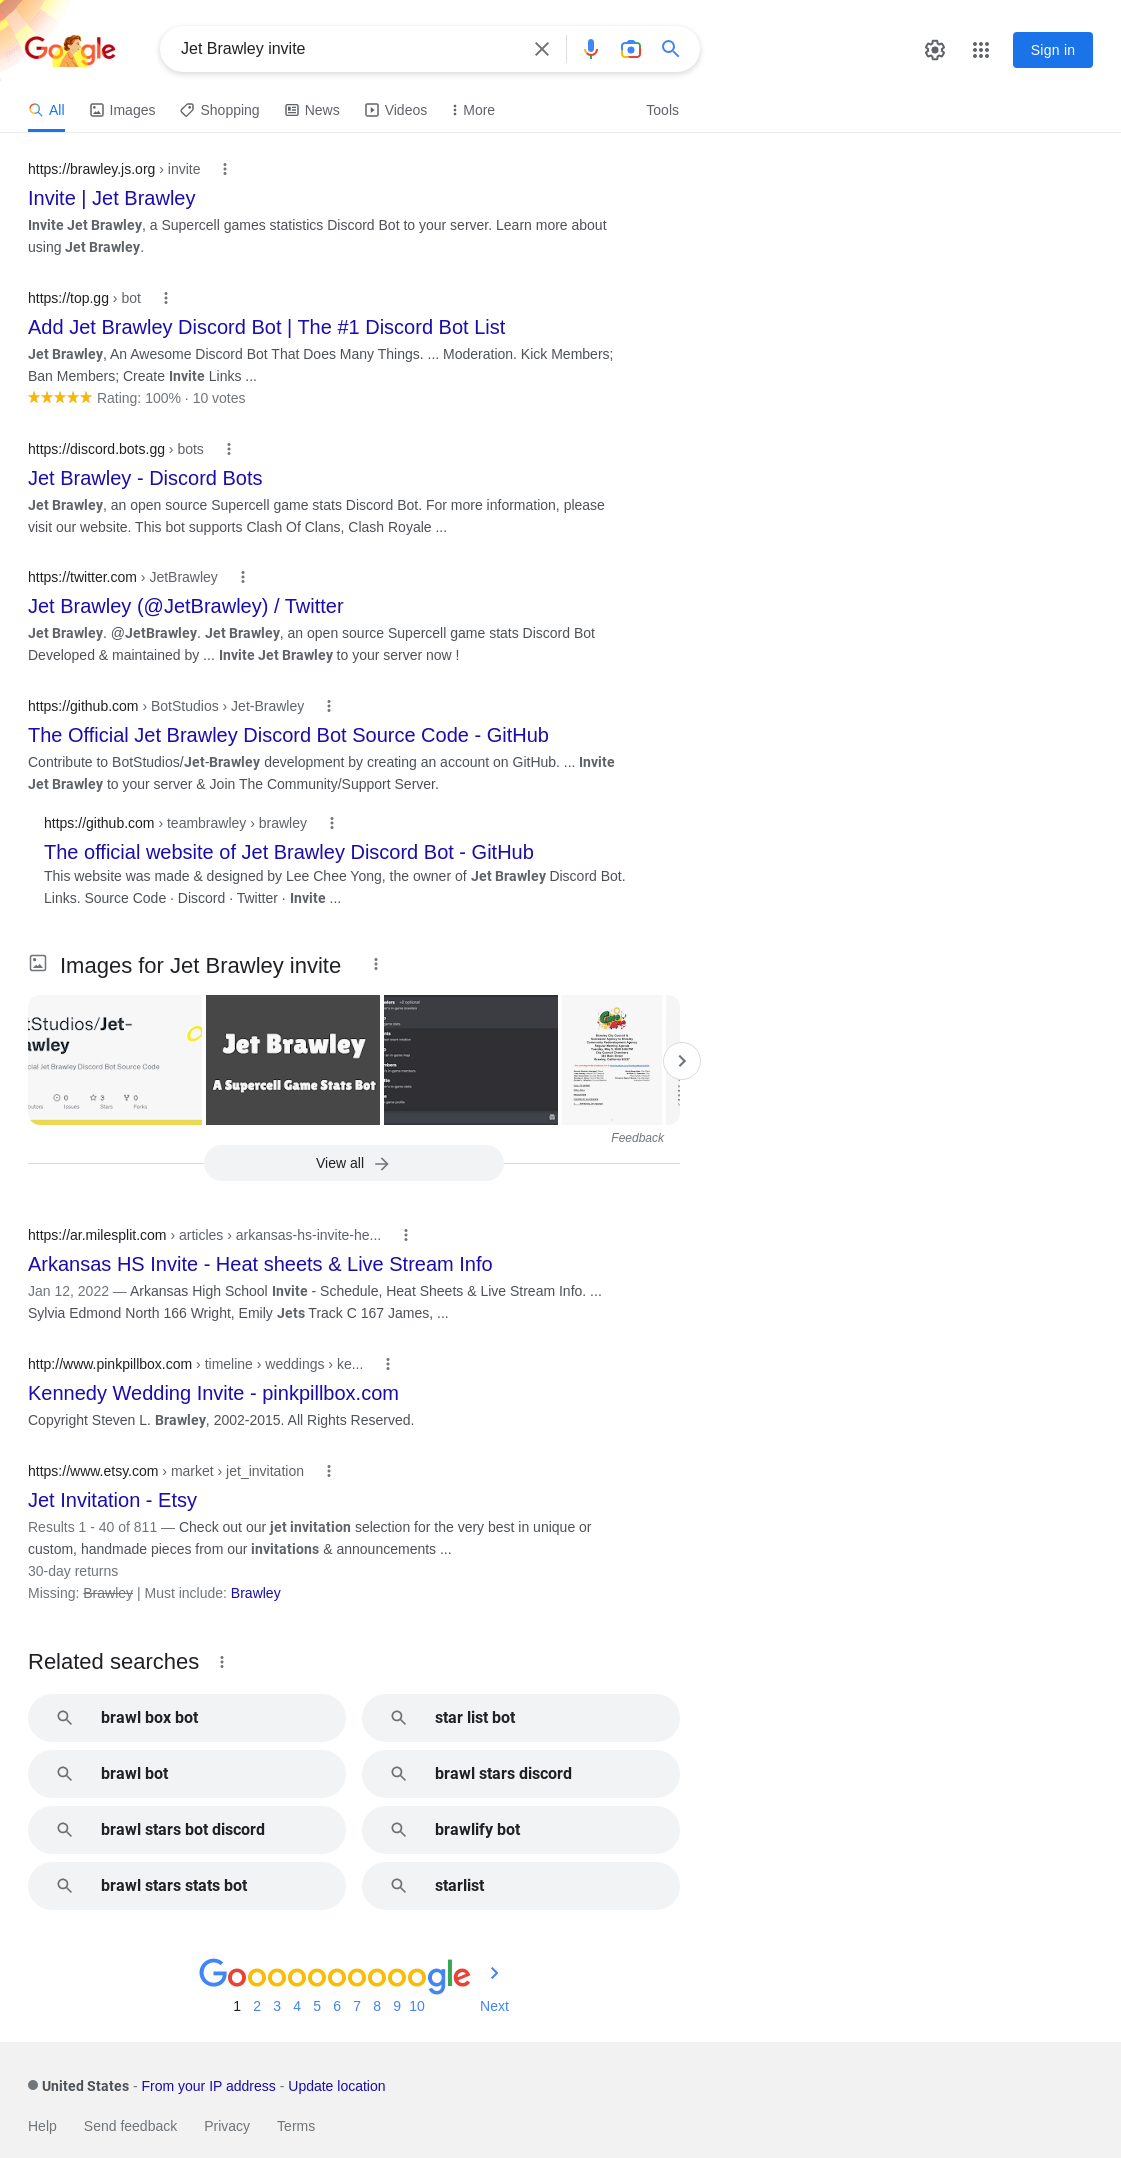 Google
Jet Brawley invite
Sign in
All
Images
Shopping
News
Videos
More
Tools
https://brawley.js.org › invite
Invite | Jet Brawley
Invite Jet Brawley, a Supercell games statistics Discord Bot to your server. Learn more about
using Jet Brawley.
https://top.gg › bot
Add Jet Brawley Discord Bot | The #1 Discord Bot List
Jet Brawley, An Awesome Discord Bot That Does Many Things. ... Moderation. Kick Members;
Ban Members; Create Invite Links ...
Rating: 100% · 10 votes
https://discord.bots.gg › bots
Jet Brawley - Discord Bots
Jet Brawley, an open source Supercell game stats Discord Bot. For more information, please
visit our website. This bot supports Clash Of Clans, Clash Royale ...
https://twitter.com › JetBrawley
Jet Brawley (@JetBrawley) / Twitter
Jet Brawley. @JetBrawley. Jet Brawley, an open source Supercell game stats Discord Bot
Developed & maintained by ... Invite Jet Brawley to your server now !
https://github.com › BotStudios › Jet-Brawley
The Official Jet Brawley Discord Bot Source Code - GitHub
Contribute to BotStudios/Jet-Brawley development by creating an account on GitHub. ... Invite
Jet Brawley to your server & Join The Community/Support Server.
https://github.com › teambrawley › brawley
The official website of Jet Brawley Discord Bot - GitHub
This website was made & designed by Lee Chee Yong, the owner of Jet Brawley Discord Bot.
Links. Source Code · Discord · Twitter · Invite ...
Images for Jet Brawley invite
tStudios/Jet-
awley
cial Jet Brawley Discord Bot Source Code
0
3
0
Issues
Stars
Forks
Jet Brawley
A Supercell Game Stats Bot
Feedback
View all
https://ar.milesplit.com › articles › arkansas-hs-invite-he...
Arkansas HS Invite - Heat sheets & Live Stream Info
Jan 12, 2022 — Arkansas High School Invite - Schedule, Heat Sheets & Live Stream Info. ...
Sylvia Edmond North 166 Wright, Emily Jets Track C 167 James, ...
http://www.pinkpillbox.com › timeline › weddings › ke...
Kennedy Wedding Invite - pinkpillbox.com
Copyright Steven L. Brawley, 2002-2015. All Rights Reserved.
https://www.etsy.com › market › jet_invitation
Jet Invitation - Etsy
Results 1 - 40 of 811 — Check out our jet invitation selection for the very best in unique or
custom, handmade pieces from our invitations & announcements ...
30-day returns
Missing: Brawley | Must include: Brawley
Related searches
brawl box bot
star list bot
brawl bot
brawl stars discord
brawl stars bot discord
brawlify bot
brawl stars stats bot
starlist
Goooooooooogle
1 2 3 4 5 6 7 8 9 10 Next
United States - From your IP address - Update location
Help
Send feedback
Privacy
Terms